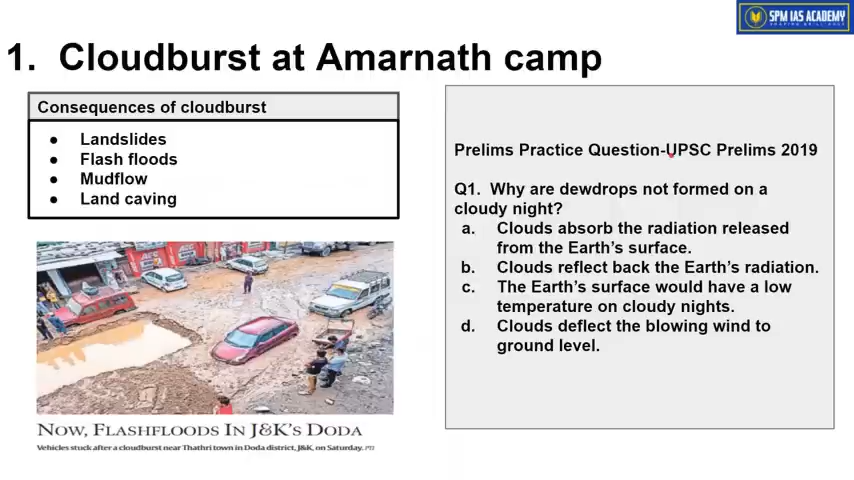 SPM IAS ACADEMY
1. Cloudburst at Amarnath camp
Consequences of cloudburst
● Landslides
● Flash floods
● Mudflow
● Land caving
NOW, FLASHFLOODS IN J&K'S DODA
Vehicles stuck after a cloudburst near Thathri town in Doda district, J&K, on Saturday. PTI
Prelims Practice Question-UPSC Prelims 2019
Q1. Why are dewdrops not formed on a
cloudy night?
a. Clouds absorb the radiation released
from the Earth's surface.
b. Clouds reflect back the Earth's radiation.
c. The Earth's surface would have a low
temperature on cloudy nights.
d. Clouds deflect the blowing wind to
ground level.